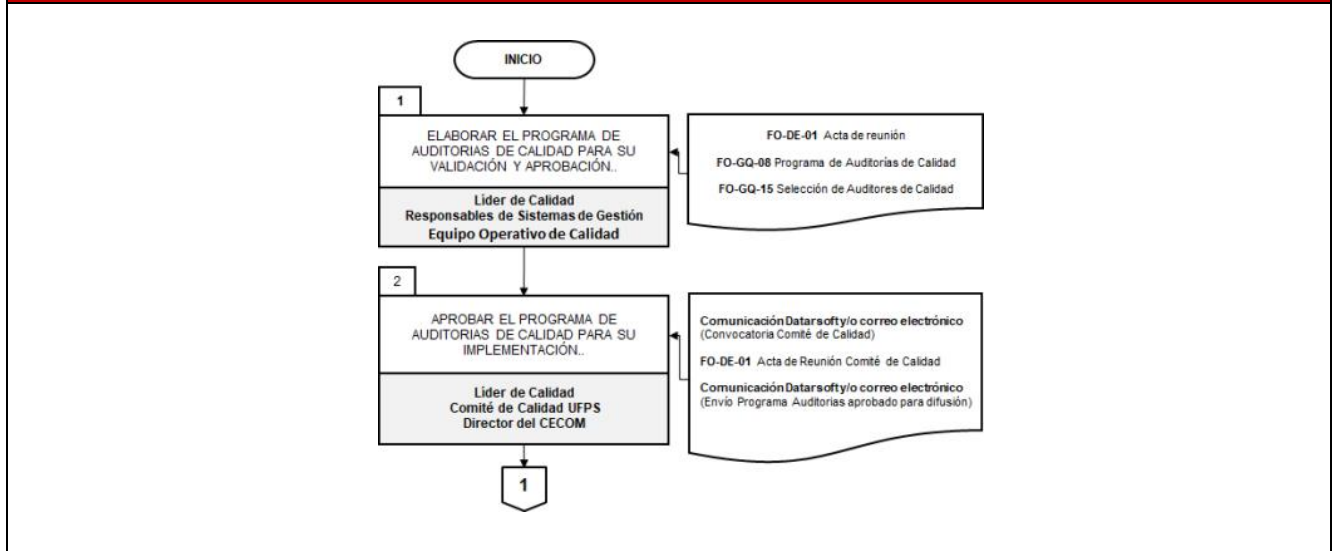 INICIO
1
ELABORAR EL PROGRAMA DE
AUDITORIAS DE CALIDAD PARA SU
VALIDACIÓN Y APROBACIÓN..
Líder de Calidad
Responsables de Sistemas de Gestión
Equipo Operativo de Calidad
FO-DE-01 Acta de reunión
FO-GQ-08 Programa de Auditorías de Calidad
FO-GQ-15 Selección de Auditores de Calidad
2
APROBAR EL PROGRAMA DE
AUDITORIAS DE CALIDAD PARA SU
IMPLEMENTACIÓN..
Líder de Calidad
Comité de Calidad UFPS
Director del CECOM
Comunicación Datarsoft y/o correo electrónico
(Convocatoria Comité de Calidad)
FO-DE-01 Acta de Reunión Comité de Calidad
Comunicación Datarsoft y/o correo electrónico
(Envío Programa Auditorias aprobado para difusión)
1